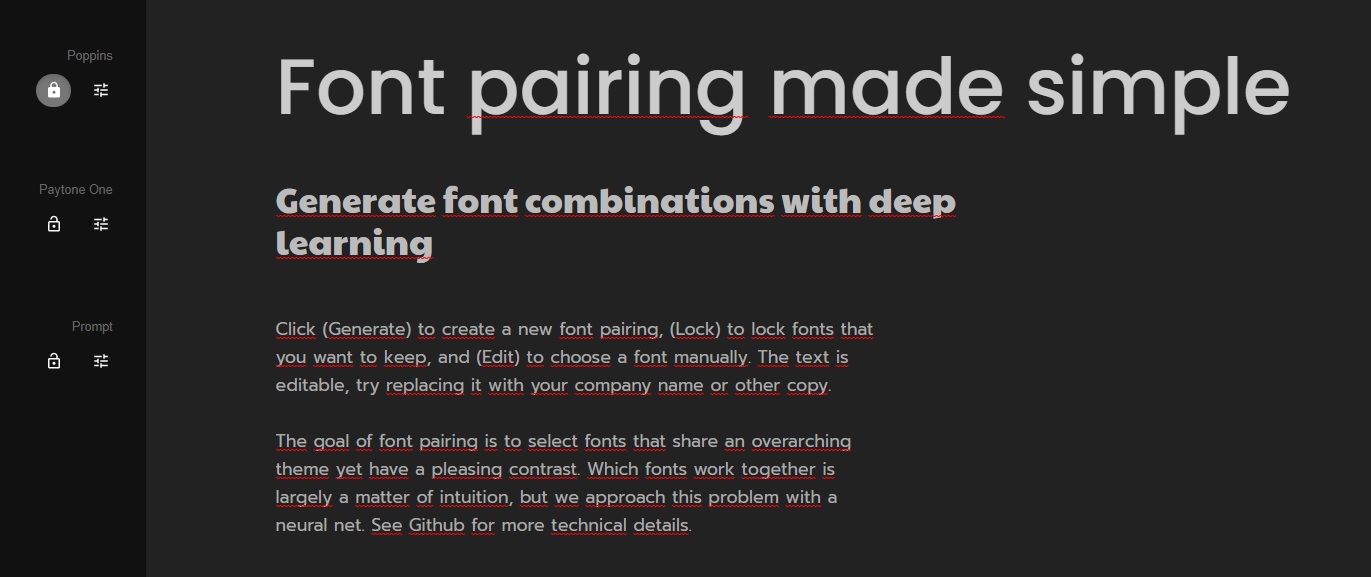 Poppins
Font pairing made simple
Paytone One
Generate font combinations with deep
learning
Prompt
Click (Generate) to create a new font pairing, (Lock) to lock fonts that
you want to keep, and (Edit) to choose a font manually. The text is
editable, try replacing it with your company name or other copy.
The goal of font pairing is to select fonts that share an overarching
theme yet have a pleasing contrast. Which fonts work together is
largely a matter of intuition, but we approach this problem with a
neural net. See Github for more technical details.